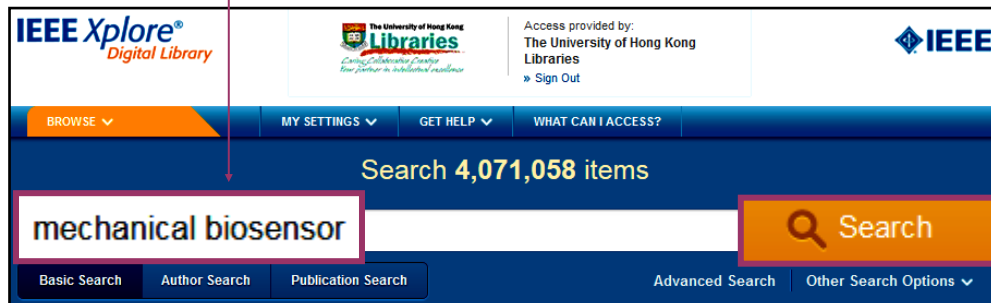 IEEE Xplore®
Digital Library
The University of Hong Kong
Libraries
Access provided by:
The University of Hong Kong
Libraries
» Sign Out
IEEE
BROWSE
MY SETTINGS
GET HELP
WHAT CAN I ACCESS?
Search 4,071,058 items
mechanical biosensor
Search
Basic Search
Author Search
Publication Search
Advanced Search
Other Search Options